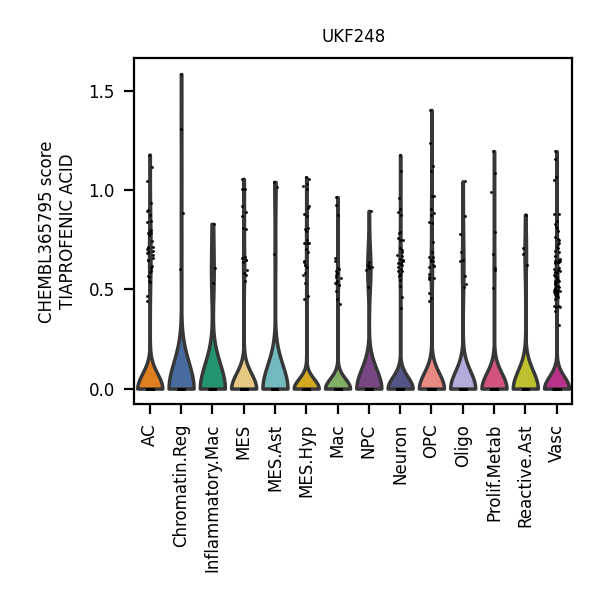 UKF248
CHEMBL365795 score
TIAPROFENIC ACID
1.5
1.0
0.5
0.0
AC
Chromatin.Reg
Inflammatory.Mac
MES
MES.Ast
MES.Hyp
Mac
NPC
Neuron
OPC
Oligo
Prolif.Metab
Reactive.Ast
Vasc